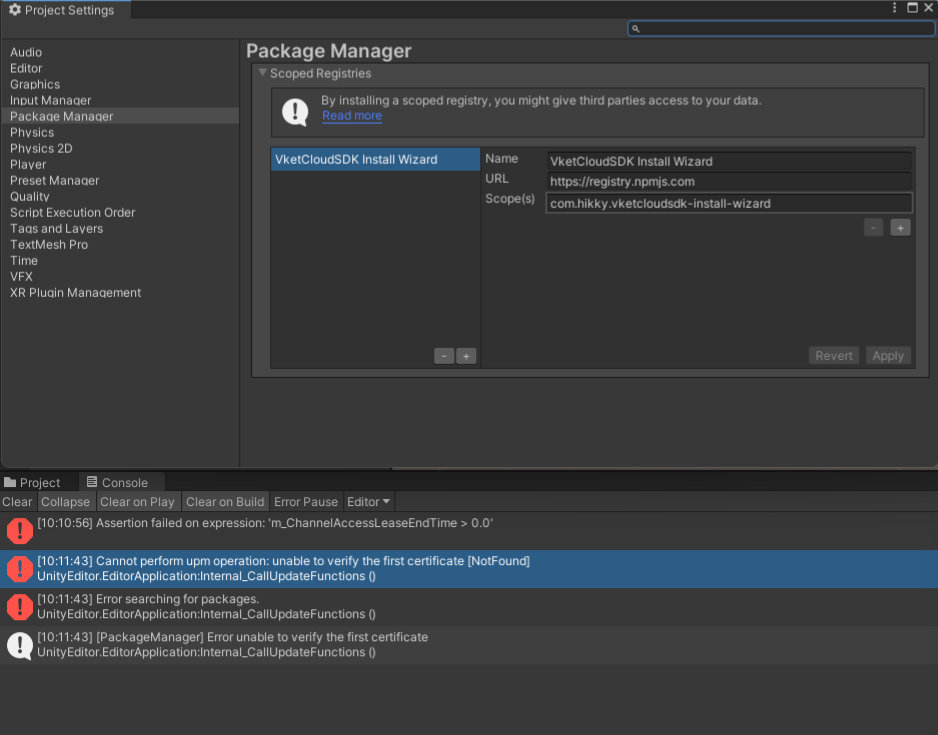 Project Settings
Package Manager
Audio
Editor
Graphics
Input Manager
Package Manager
Physics
Physics 2D
Player
Preset Manager
Quality
Script Execution Order
Tags and Layers
TextMesh Pro
Time
VFX
XR Plugin Management
Scoped Registries
By installing a scoped registry, you might give third parties access to your data.
Read more
VketCloudSDK Install Wizard
Name VketCloudSDK Install Wizard
URL https://registry.npmjs.com
Scope(s) com.hikky.vketcloudsdk-install-wizard
- +
- +
Revert Apply
Project Console
Clear Collapse Clear on Play Clear on Build Error Pause Editor
[10:10:56] Assertion failed on expression: 'm_ChannelAccessLeaseEndTime > 0.0'
[10:11:43] Cannot perform upm operation: unable to verify the first certificate [NotFound]
UnityEditor.EditorApplication:Internal_CallUpdateFunctions ()
[10:11:43] Error searching for packages.
UnityEditor.EditorApplication:Internal_CallUpdateFunctions ()
[10:11:43] [PackageManager] Error unable to verify the first certificate
UnityEditor.EditorApplication:Internal_CallUpdateFunctions ()